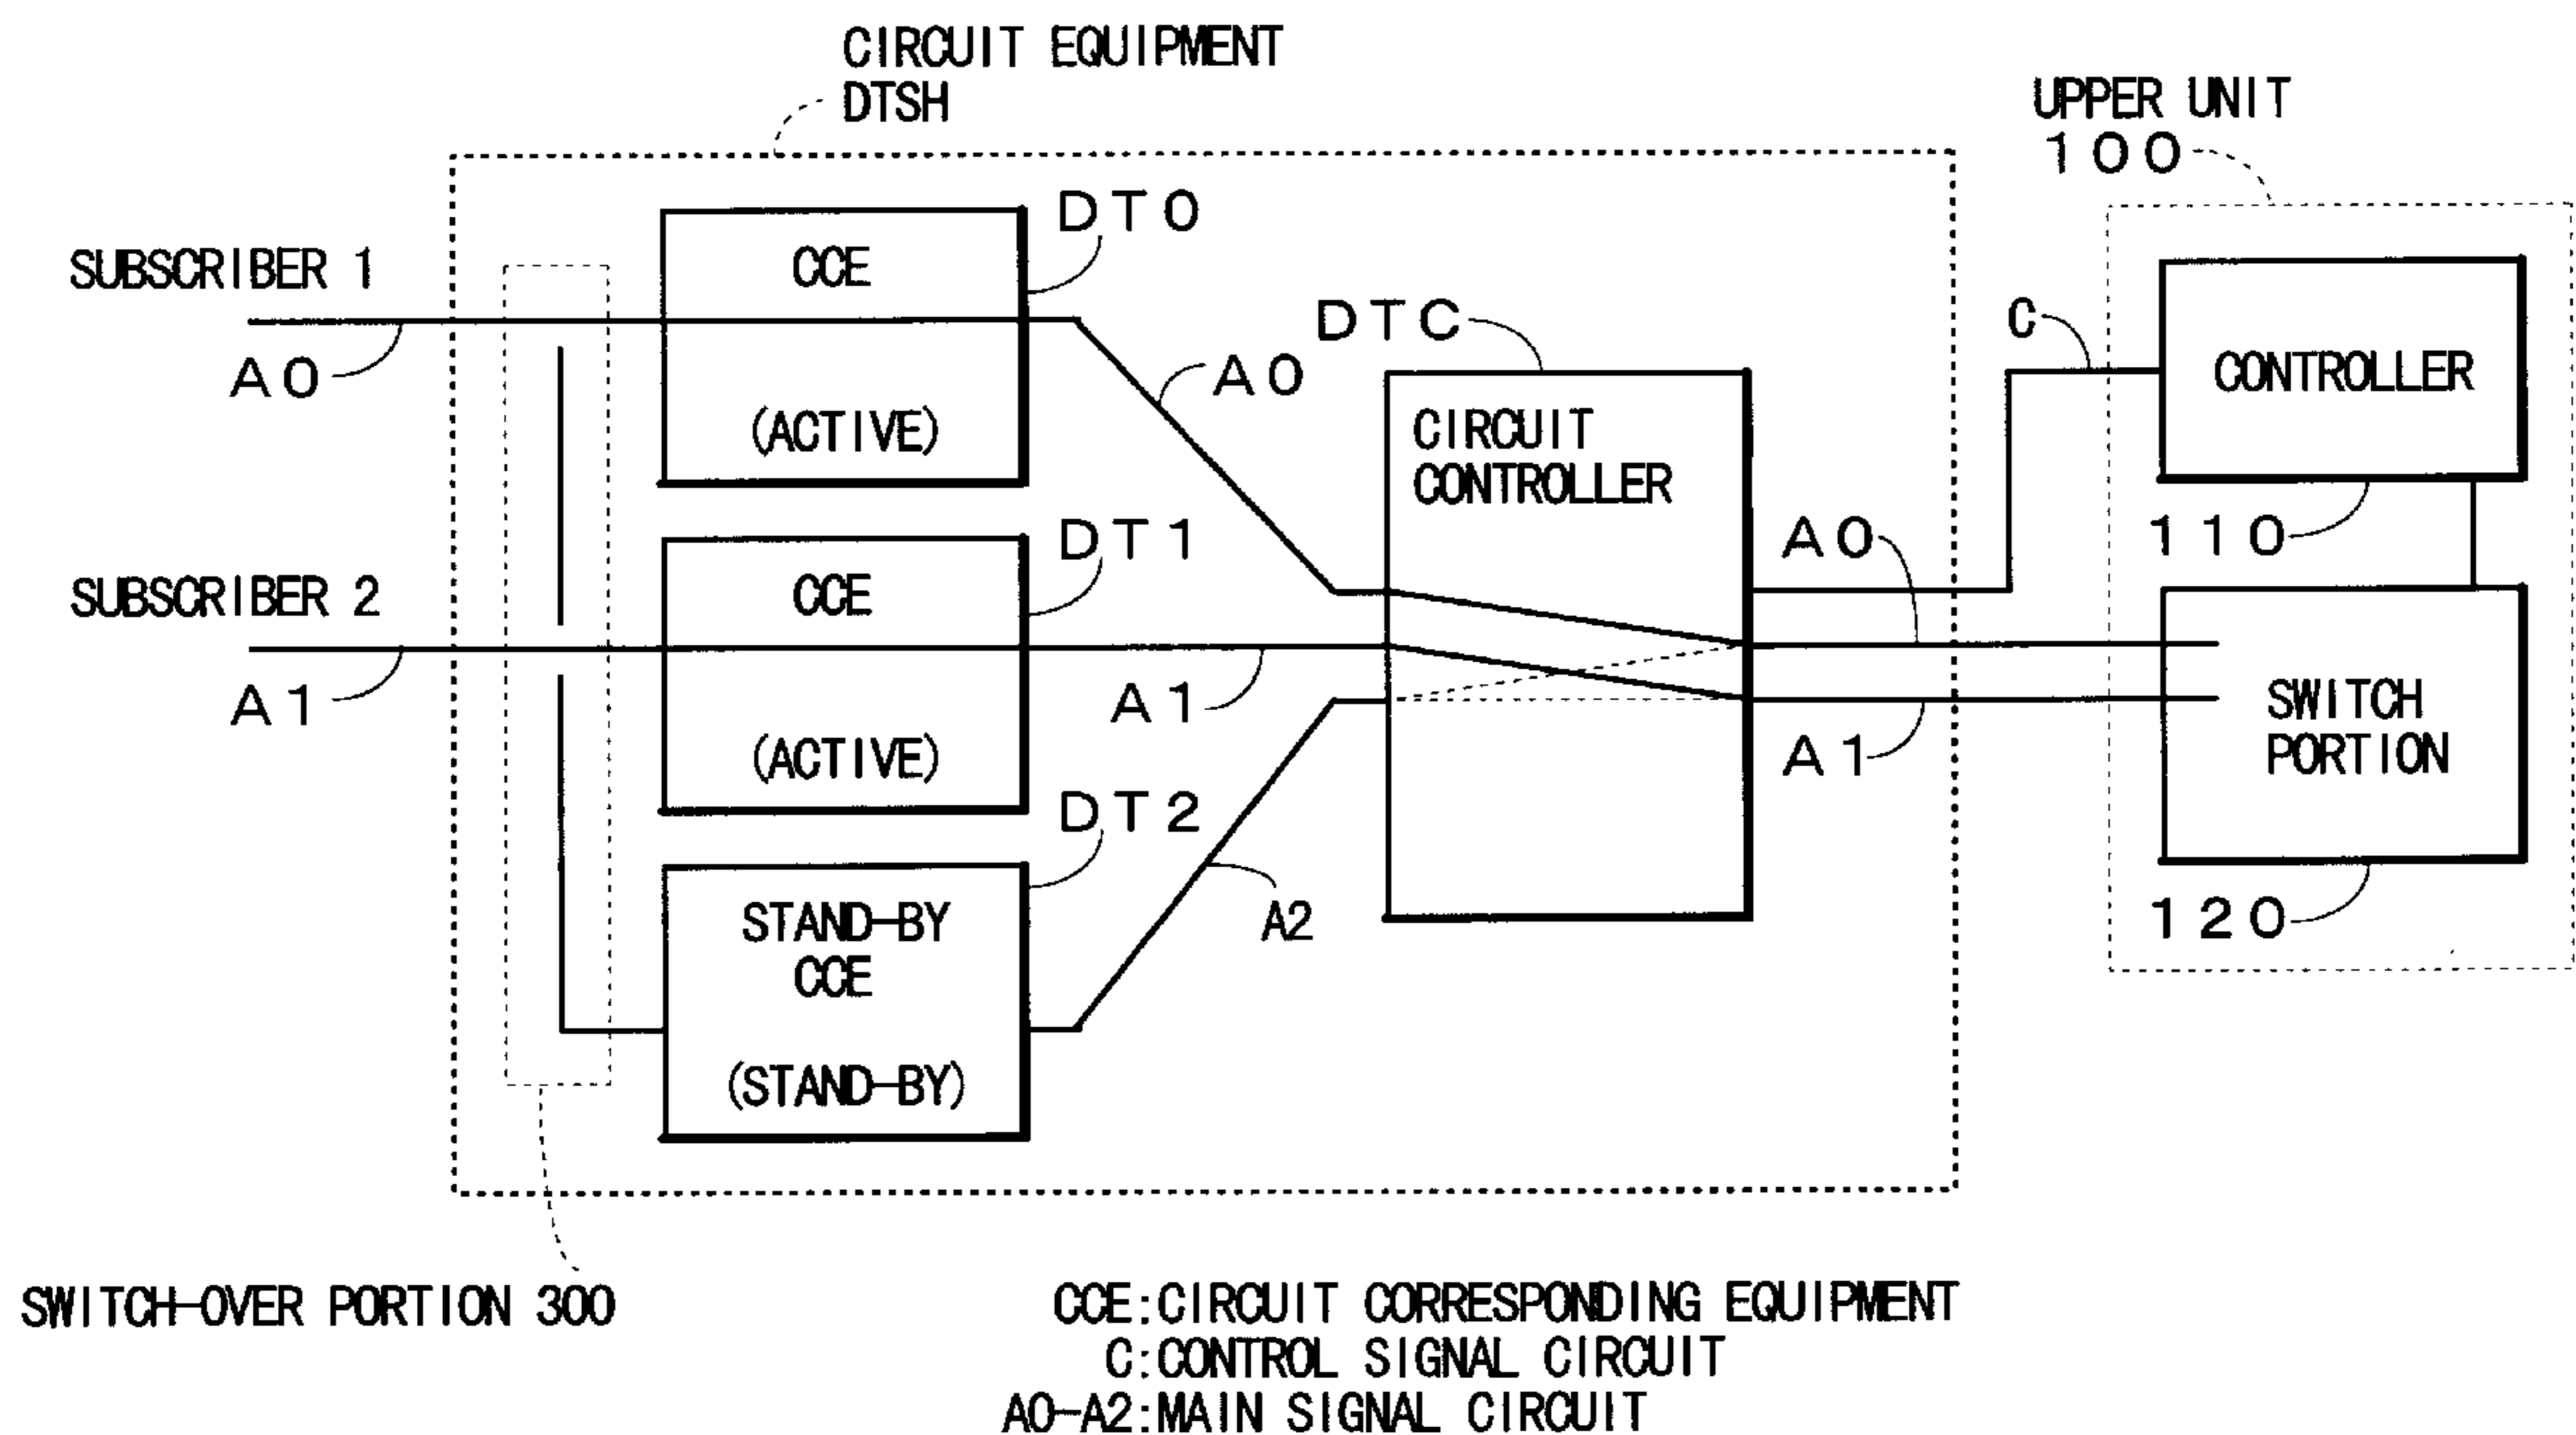 CIRCUIT EQUIPMENT
DTSH
UPPER UNIT
100
SUBSCRIBER 1
A0
CCE
(ACTIVE)
DT0
A0
DTC
CIRCUIT
CONTROLLER
C
CONTROLLER
110
SUBSCRIBER 2
A1
CCE
(ACTIVE)
DT1
A1
A0
A1
SWITCH
PORTION
120
STAND-BY
CCE
(STAND-BY)
DT2
A2
SWITCH-OVER PORTION 300
CCE:CIRCUIT CORRESPONDING EQUIPMENT
C:CONTROL SIGNAL CIRCUIT
A0-A2:MAIN SIGNAL CIRCUIT